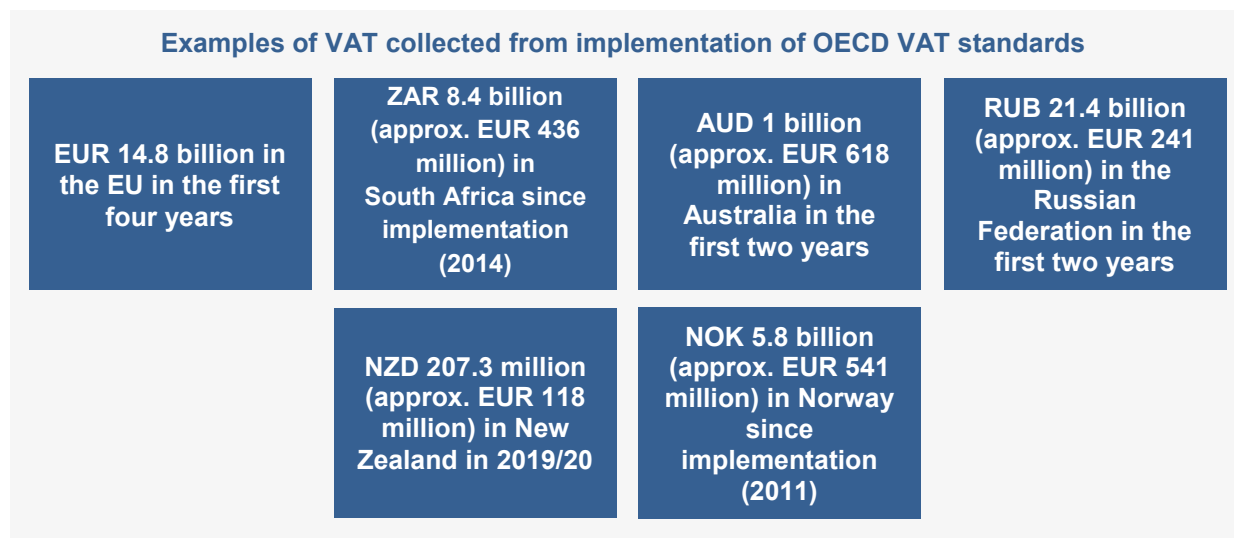 Examples of VAT collected from implementation of OECD VAT standards
EUR 14.8 billion in
the EU in the first
four years
ZAR 8.4 billion
(approx. EUR 436
million) in
South Africa since
implementation
(2014)
AUD 1 billion
(approx. EUR 618
million) in
Australia in the
first two years
RUB 21.4 billion
(approx. EUR 241
million) in the
Russian
Federation in the
first two years
NZD 207.3 million
(approx. EUR 118
million) in New
Zealand in 2019/20
NOK 5.8 billion
(approx. EUR 541
million) in Norway
since
implementation
(2011)